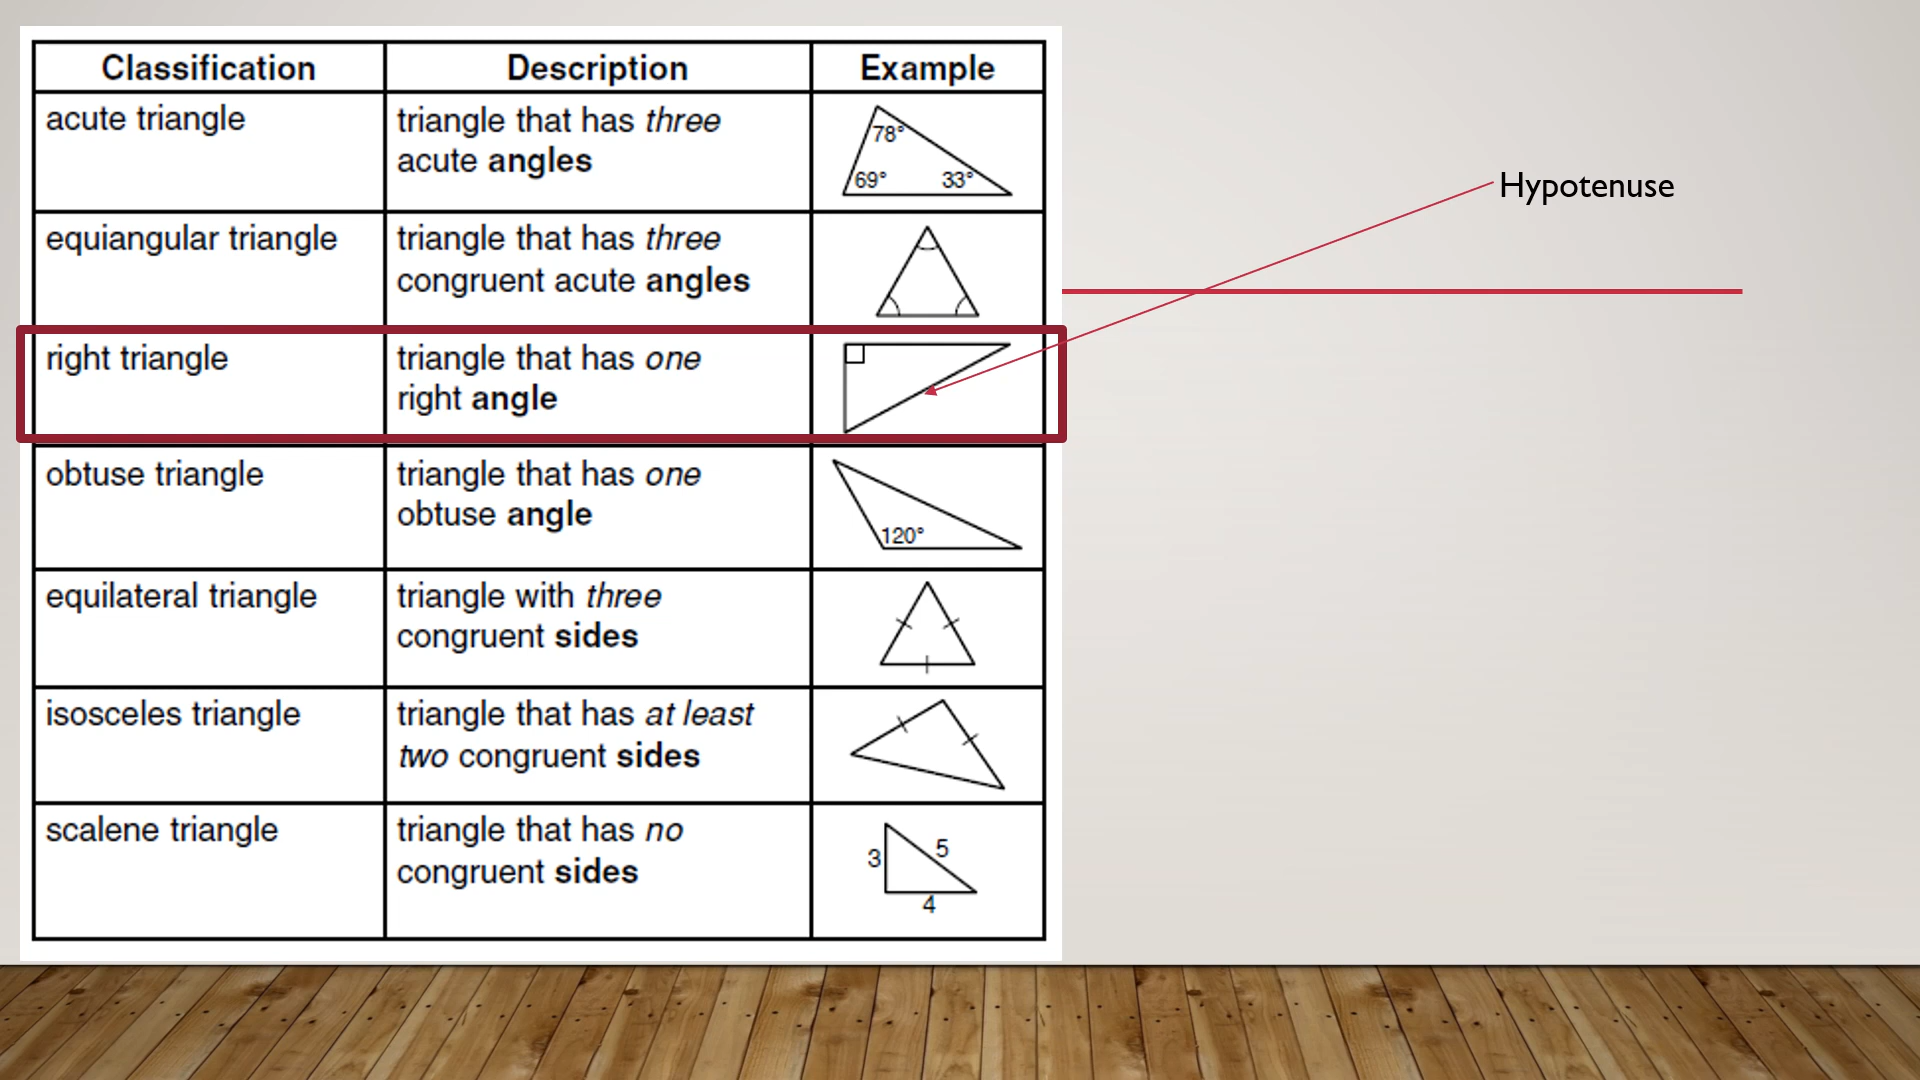 Classification Description Example
acute triangle
triangle that has three
acute angles
78°
69° 33°
equiangular triangle
triangle that has three
congruent acute angles
right triangle
triangle that has one
right angle
Hypotenuse
obtuse triangle
triangle that has one
obtuse angle
120°
equilateral triangle
triangle with three
congruent sides
isosceles triangle
triangle that has at least
two congruent sides
scalene triangle
triangle that has no
congruent sides
3 5
4